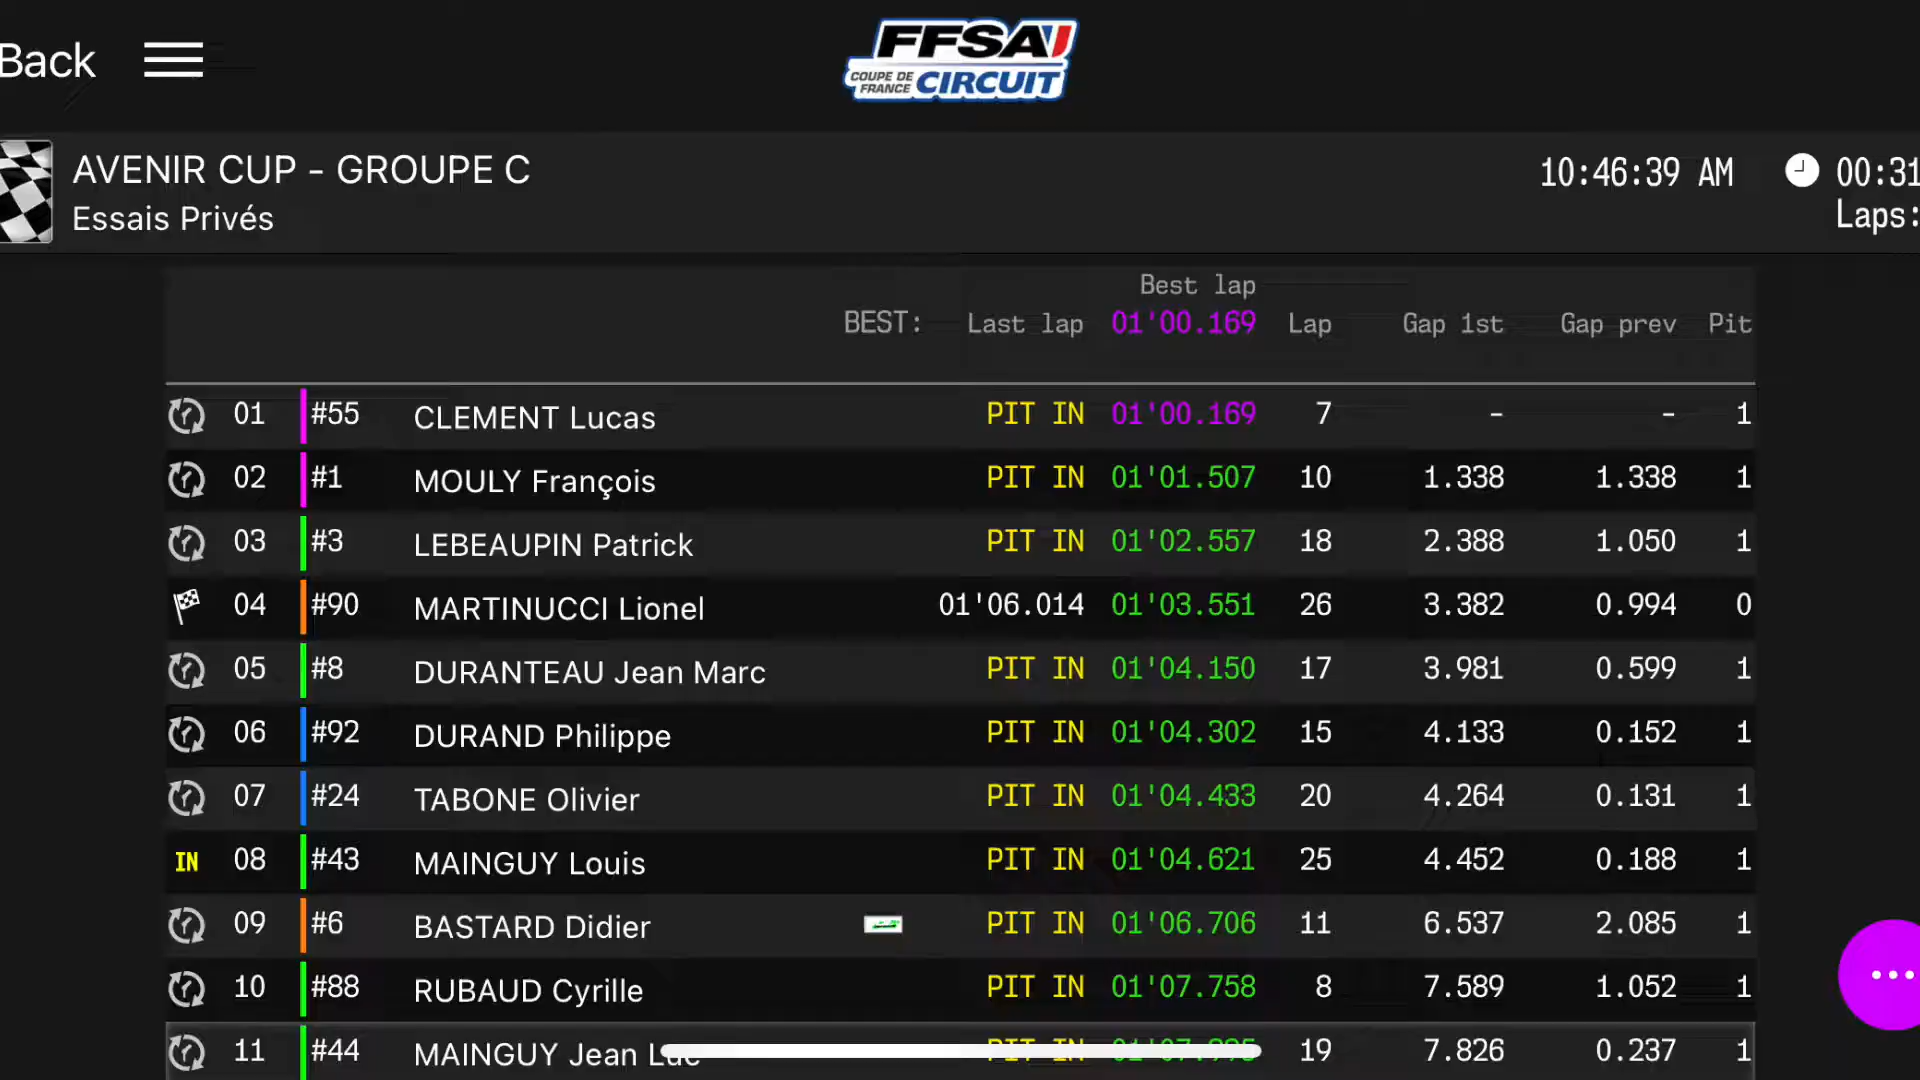 Back
FFSA
COUPE DE FRANCE CIRCUIT
AVENIR CUP - GROUPE C
Essais Privés
10:46:39 AM
00:31
Laps:
BEST: Last lap Best lap 01'00.169 Lap Gap 1st Gap prev Pit
01 #55 CLEMENT Lucas PIT IN 01'00.169 7 - - 1
02 #1 MOULY François PIT IN 01'01.507 10 1.338 1.338 1
03 #3 LEBEAUPIN Patrick PIT IN 01'02.557 18 2.388 1.050 1
04 #90 MARTINUCCI Lionel 01'06.014 01'03.551 26 3.382 0.994 0
05 #8 DURANTEAU Jean Marc PIT IN 01'04.150 17 3.981 0.599 1
06 #92 DURAND Philippe PIT IN 01'04.302 15 4.133 0.152 1
07 #24 TABONE Olivier PIT IN 01'04.433 20 4.264 0.131 1
IN 08 #43 MAINGUY Louis PIT IN 01'04.621 25 4.452 0.188 1
09 #6 BASTARD Didier PIT IN 01'06.706 11 6.537 2.085 1
10 #88 RUBAUD Cyrille PIT IN 01'07.758 8 7.589 1.052 1
11 #44 MAINGUY Jean Luc PIT IN 01'07.995 19 7.826 0.237 1